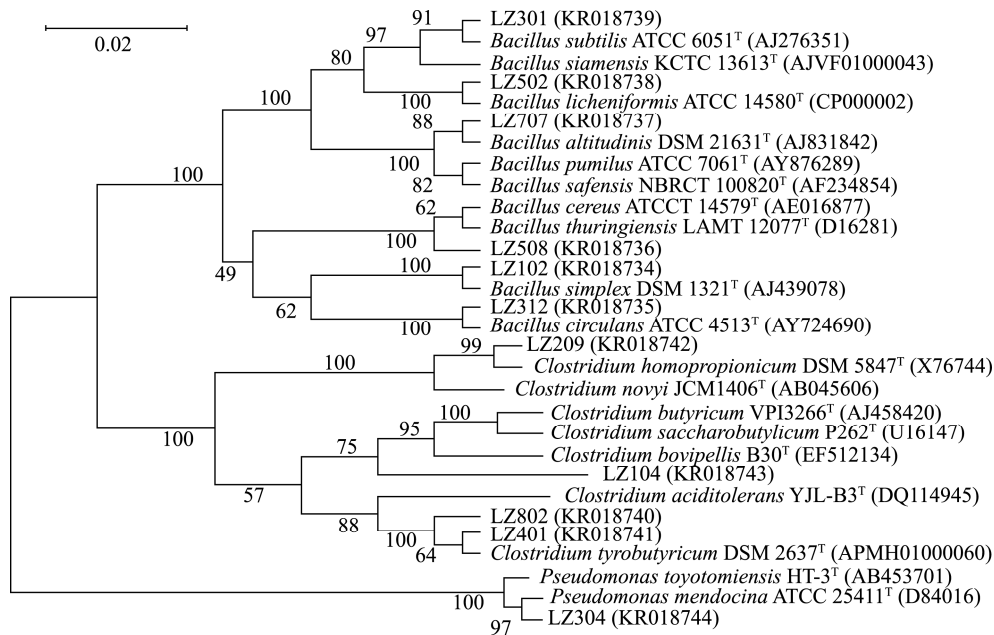 91
LZ301 (KR018739)
97
Bacillus subtilis ATCC 6051T (AJ276351)
0.02
80
Bacillus siamensis KCTC 13613T (AJVF01000043)
LZ502 (KR018738)
100
100
Bacillus licheniformis ATCC 14580T (CP000002)
88
LZ707 (KR018737)
Bacillus altitudinis DSM 21631T (AJ831842)
100
Bacillus pumilus ATCC 7061T (AY876289)
100
82
Bacillus safensis NBRCT 100820T (AF234854)
62
Bacillus cereus ATCCT 14579T (AE016877)
Bacillus thuringiensis LAMT 12077T (D16281)
100
LZ508 (KR018736)
49
100
LZ102 (KR018734)
Bacillus simplex DSM 1321T (AJ439078)
62
LZ312 (KR018735)
100
Bacillus circulans ATCC 4513T (AY724690)
99
LZ209 (KR018742)
100
Clostridium homopropionicum DSM 5847T (X76744)
Clostridium novyi JCM1406T (AB045606)
100
Clostridium butyricum VPI3266T (AJ458420)
95
Clostridium saccharobutylicum P262T (U16147)
100
75
Clostridium bovipellis B30T (EF512134)
LZ104 (KR018743)
57
Clostridium aciditolerans YJL-B3T (DQ114945)
88
LZ802 (KR018740)
100
LZ401 (KR018741)
64
Clostridium tyrobutyricum DSM 2637T (APMH01000060)
Pseudomonas toyotomiensis HT-3T (AB453701)
100
Pseudomonas mendocina ATCC 25411T (D84016)
97
LZ304 (KR018744)